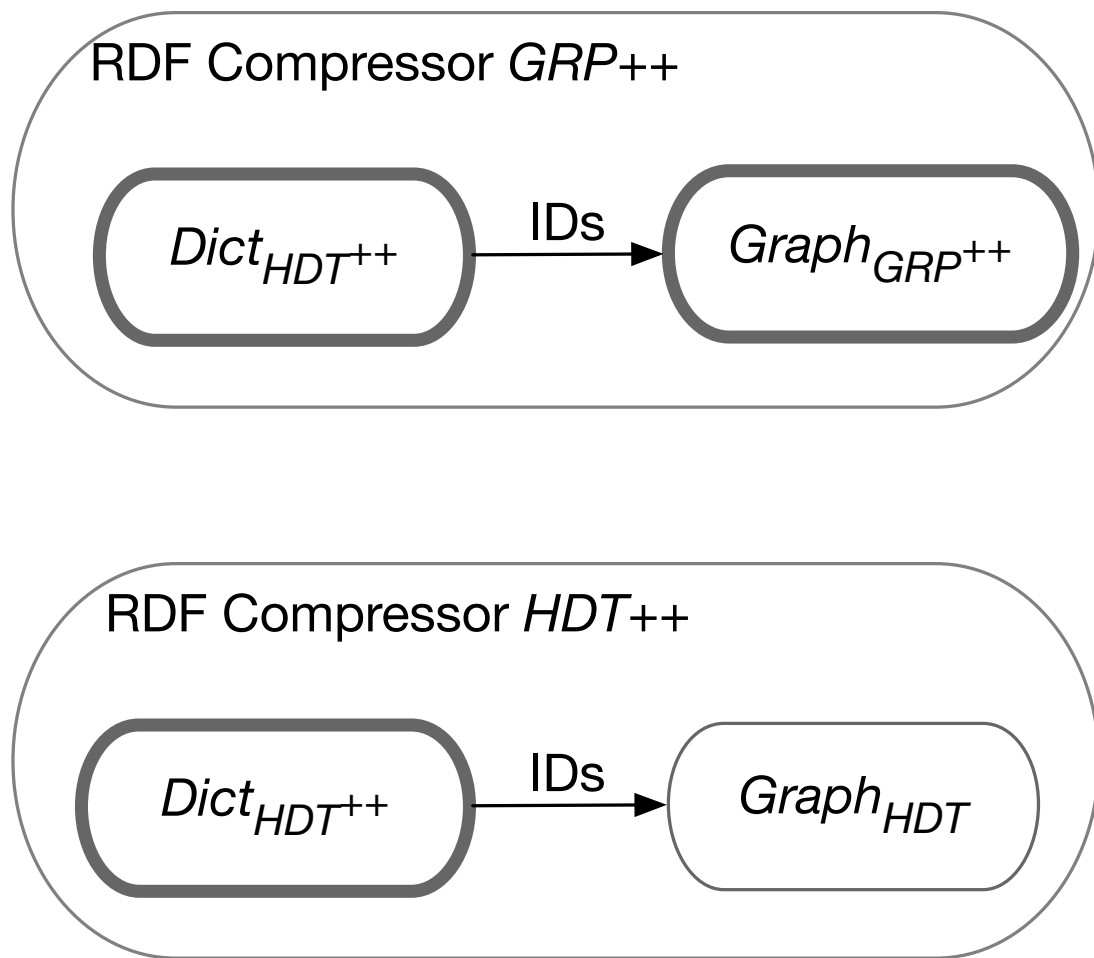 RDF Compressor GRP++
Dict_HDT++
IDs
Graph_GRP++
RDF Compressor HDT++
Dict_HDT++
IDs
Graph_HDT